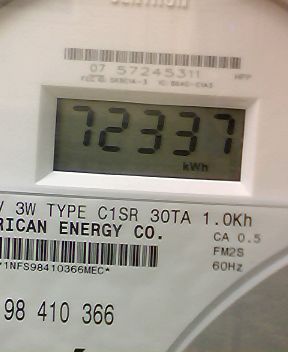 07 57245311
72337
kWh
V 3W TYPE C1SR 30TA 1.0Kh
RICAN ENERGY CO.
CA 0.5
FM2S
60Hz
98 410 366